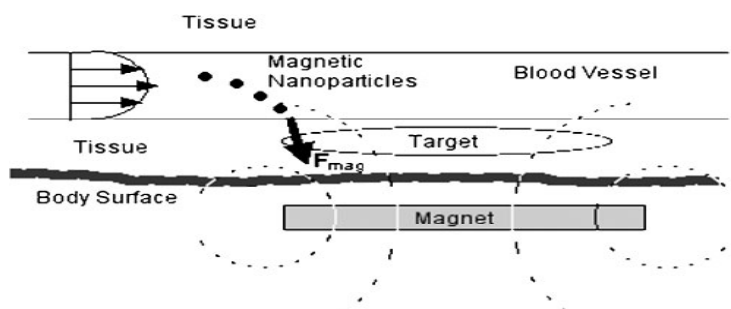 Tissue
Magnetic
Nanoparticles
Blood Vessel
Tissue
Target
Fmag
Body Surface
Magnet